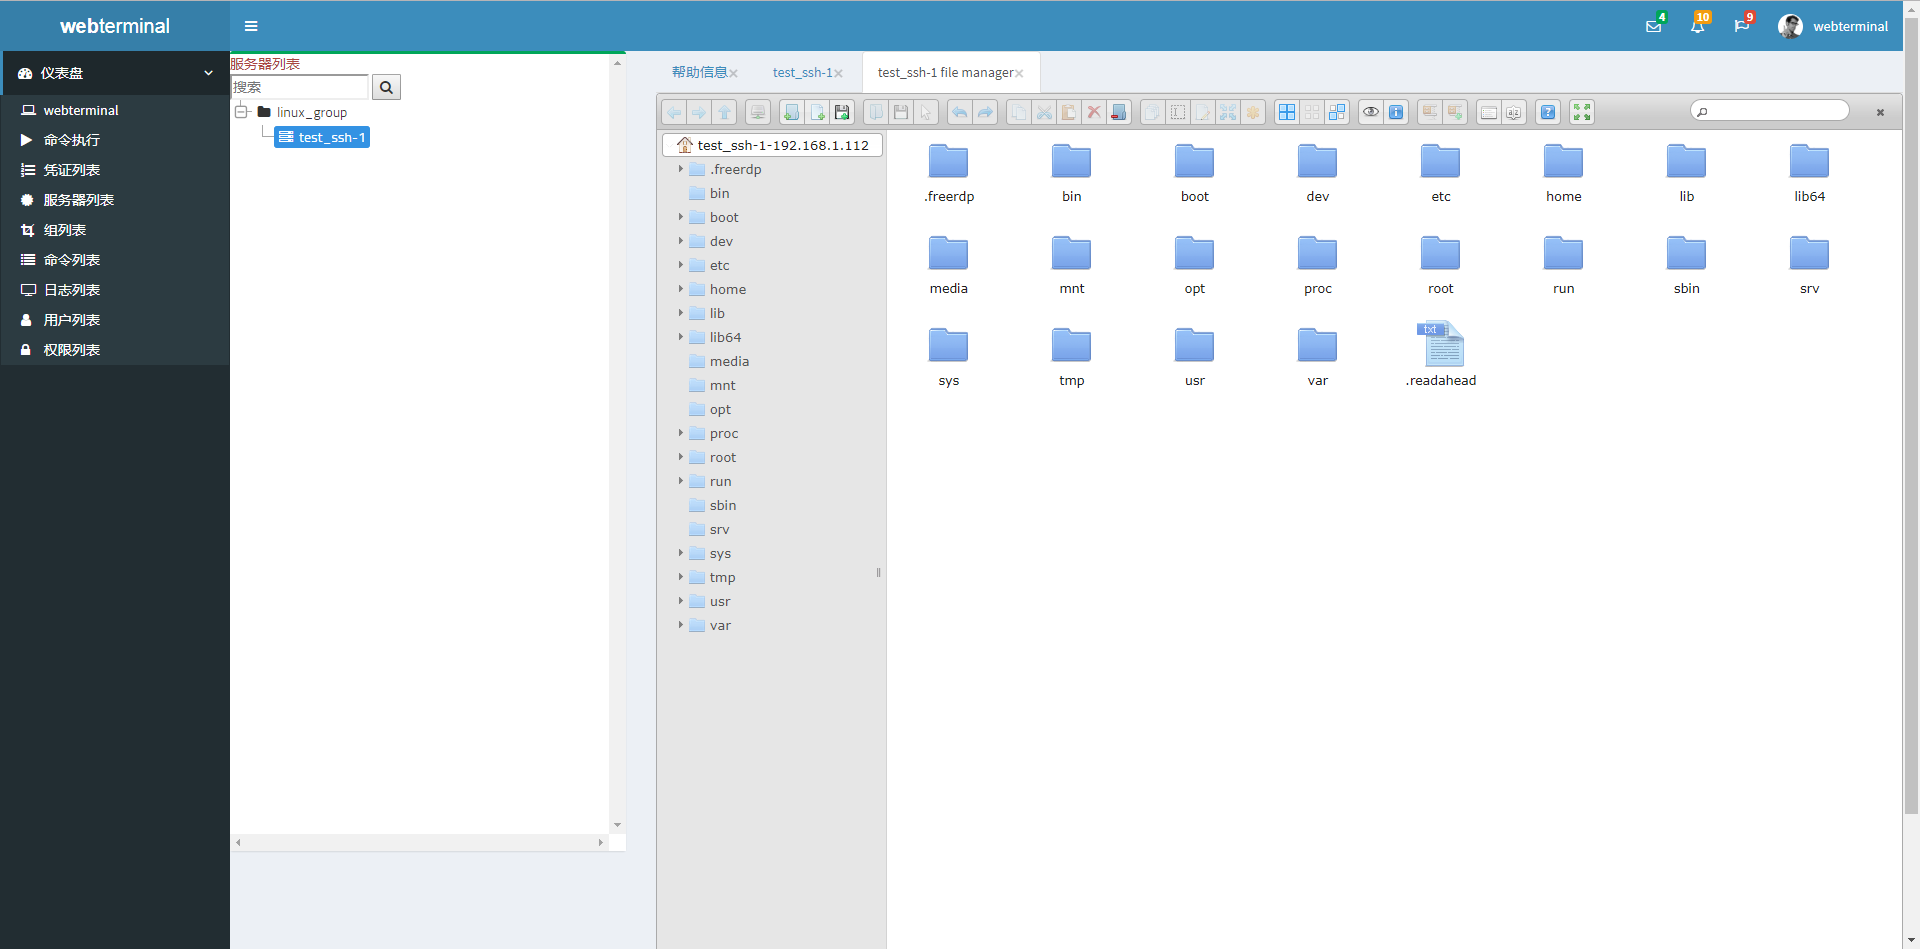 webterminal
4
10
9
webterminal
仪表盘
webterminal
命令执行
凭证列表
服务器列表
组列表
命令列表
日志列表
用户列表
权限列表
服务器列表
搜索
linux_group
test_ssh-1
帮助信息
test_ssh-1
test_ssh-1 file manager
test_ssh-1-192.168.1.112
.freerdp
bin
boot
dev
etc
home
lib
lib64
media
mnt
opt
proc
root
run
sbin
srv
sys
tmp
usr
var
.freerdp bin boot dev etc home lib lib64
media mnt opt proc root run sbin srv
txt
sys tmp usr var .readahead